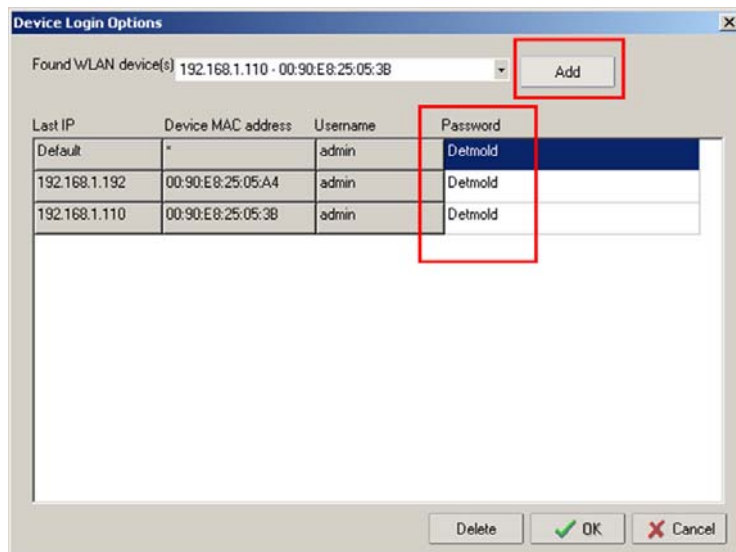 Device Login Options
Found WLAN device(s) 192.168.1.110 - 00:90:E8:25:05:3B Add
Last IP Device MAC address Username Password
Default * admin Detmold
192.168.1.192 00:90:E8:25:05:A4 admin Detmold
192.168.1.110 00:90:E8:25:05:3B admin Detmold
Delete OK Cancel